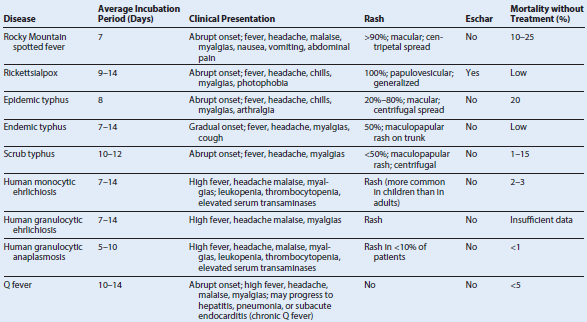 Disease Average Incubation Period (Days) Clinical Presentation Rash Eschar Mortality without Treatment (%)
Rocky Mountain spotted fever 7 Abrupt onset; fever, headache, malaise, myalgias, nausea, vomiting, abdominal pain >90%; macular; cen- tripetal spread No 10–25
Rickettsialpox 9–14 Abrupt onset; fever, headache, chills, myalgias, photophobia 100%; papulovesicular; generalized Yes Low
Epidemic typhus 8 Abrupt onset; fever, headache, chills, myalgias, arthralgia 20%–80%; macular; centrifugal spread No 20
Endemic typhus 7–14 Gradual onset; fever, headache, myalgias, cough 50%; maculopapular rash on trunk No Low
Scrub typhus 10–12 Abrupt onset; fever, headache, myalgias <50%; maculopapular rash; centrifugal No 1–15
Human monocytic ehrlichiosis 7–14 High fever, headache malaise, myal- gias; leukopenia, thrombocytopenia, elevated serum transaminases Rash (more common in children than in adults) No 2–3
Human granulocytic ehrlichiosis 7–14 High fever, headache malaise, myalgias Rash No Insufficient data
Human granulocytic anaplasmosis 5–10 High fever, headache, malaise, myal- gias, leukopenia, thrombocytopenia, elevated serum transaminases Rash in <10% of patients No <1
Q fever 10–14 Abrupt onset; high fever, headache, malaise, myalgias; may progress to hepatitis, pneumonia, or subacute endocarditis (chronic Q fever) No No <5